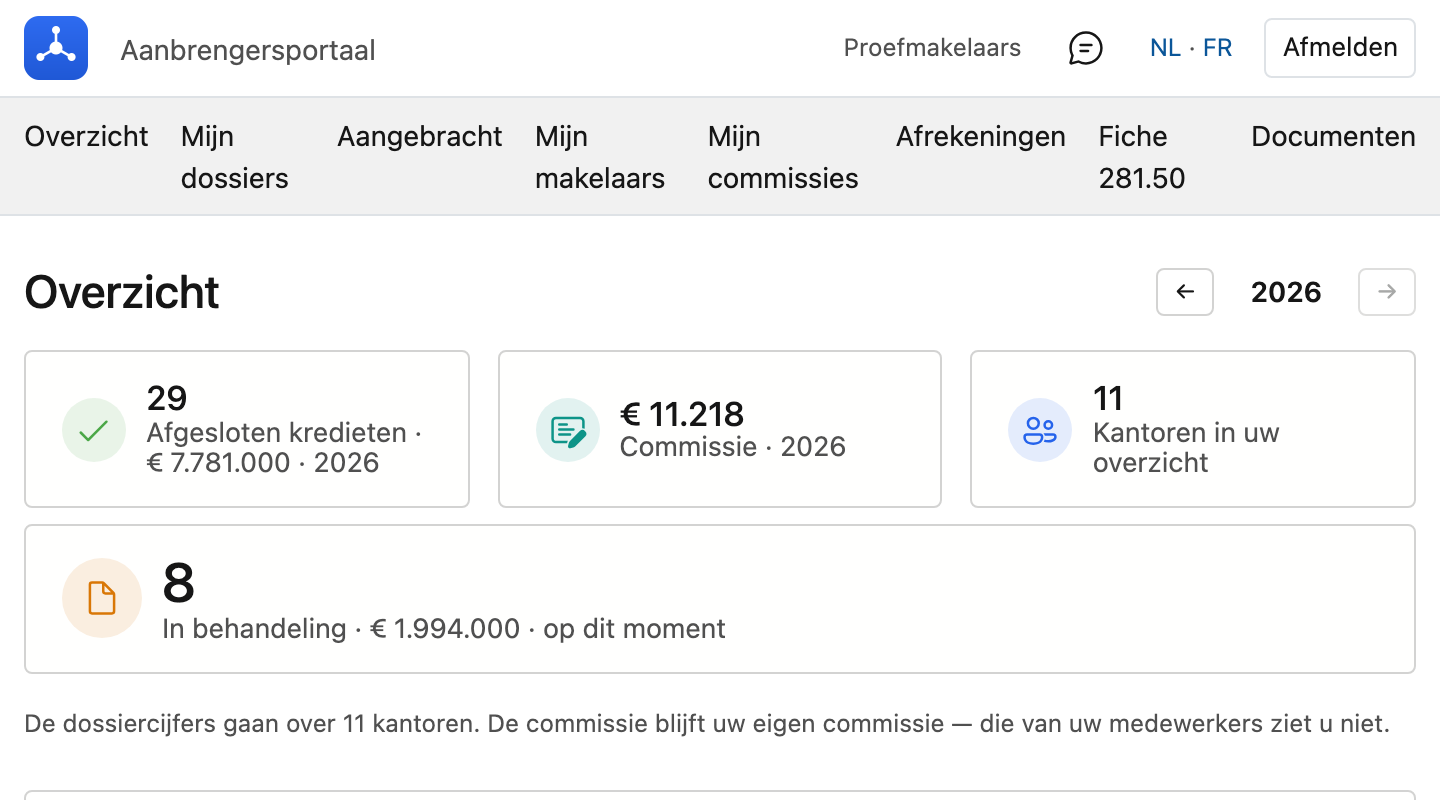 Aanbrengersportaal
Proefmakelaars
NL · FR
Afmelden
Overzicht
Mijn
dossiers
Aangebracht
Mijn
makelaars
Mijn
commissies
Afrekeningen
Fiche
281.50
Documenten
Overzicht
←
2026
→
29
Afgesloten kredieten ·
€ 7.781.000 · 2026
€ 11.218
Commissie · 2026
11
Kantoren in uw
overzicht
8
In behandeling · € 1.994.000 · op dit moment
De dossiercijfers gaan over 11 kantoren. De commissie blijft uw eigen commissie — die van uw medewerkers ziet u niet.